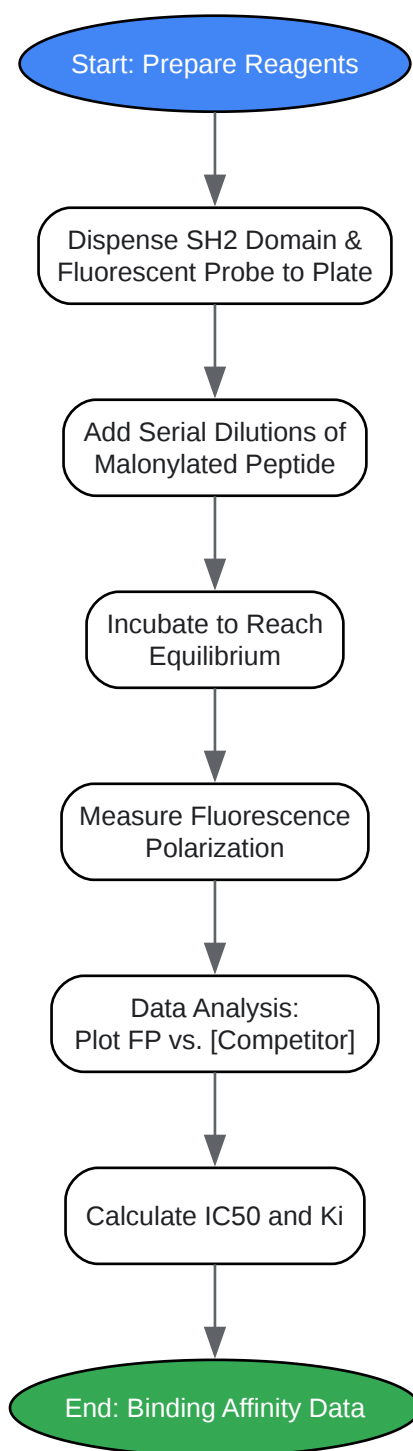 Start: Prepare Reagents
Dispense SH2 Domain &
Fluorescent Probe to Plate
Add Serial Dilutions of
Malonylated Peptide
Incubate to Reach
Equilibrium
Measure Fluorescence
Polarization
Data Analysis:
Plot FP vs. [Competitor]
Calculate IC50 and Ki
End: Binding Affinity Data